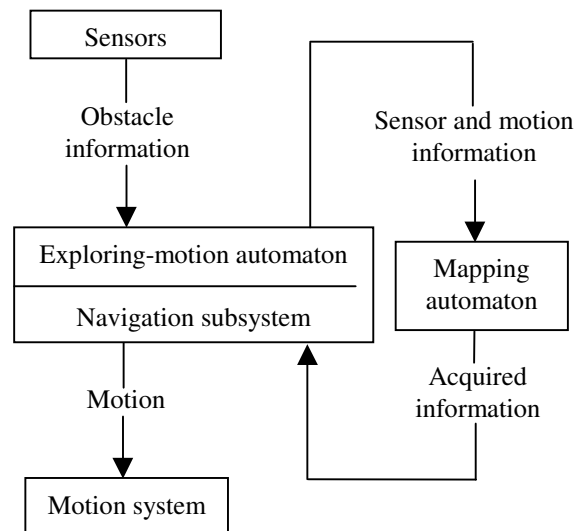 Sensors
Obstacle
information
Sensor and motion
information
Exploring-motion automaton
Navigation subsystem
Mapping
automaton
Motion
Acquired
information
Motion system